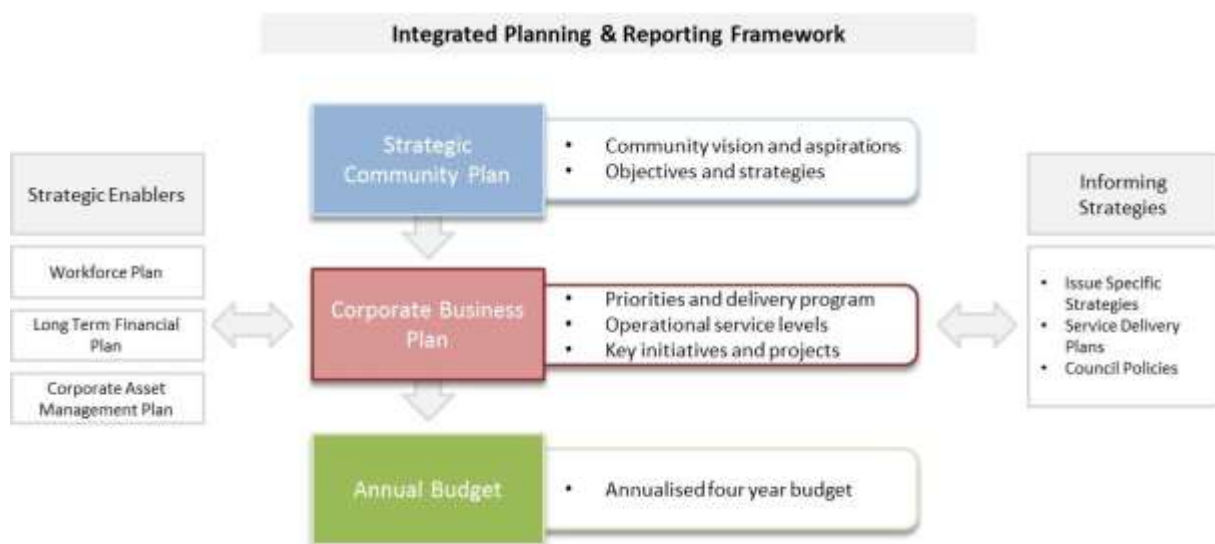 Integrated Planning & Reporting Framework
Strategic
Community Plan
• Community vision and aspirations
• Objectives and strategies
Strategic Enablers
Workforce Plan
Long Term Financial
Plan
Corporate Asset
Management Plan
Corporate Business
Plan
• Priorities and delivery program
• Operational service levels
• Key initiatives and projects
Informing
Strategies
• Issue Specific
Strategies
• Service Delivery
Plans
• Council Policies
Annual Budget
• Annualised four year budget